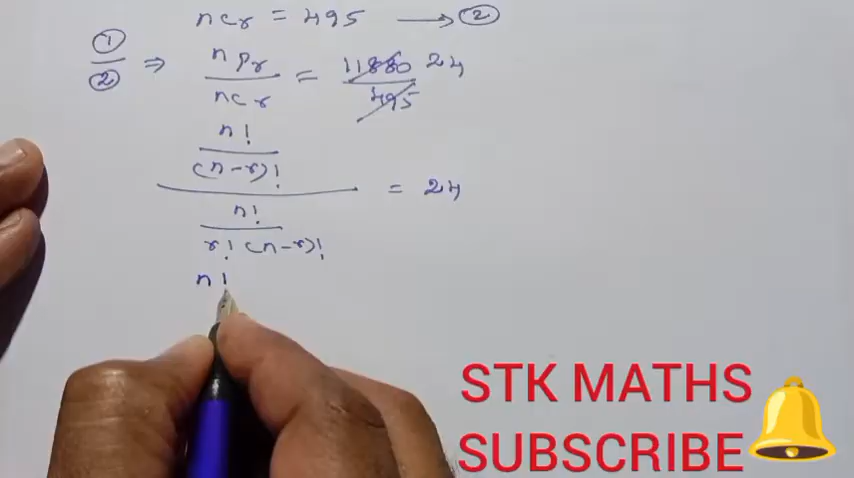 ncr = 495 → ②
①/② ⇒ nPr/ncr = 11880/495 24
n!/(n-r)! / n!/r!(n-r)! = 24
n!
STK MATHS
SUBSCRIBE